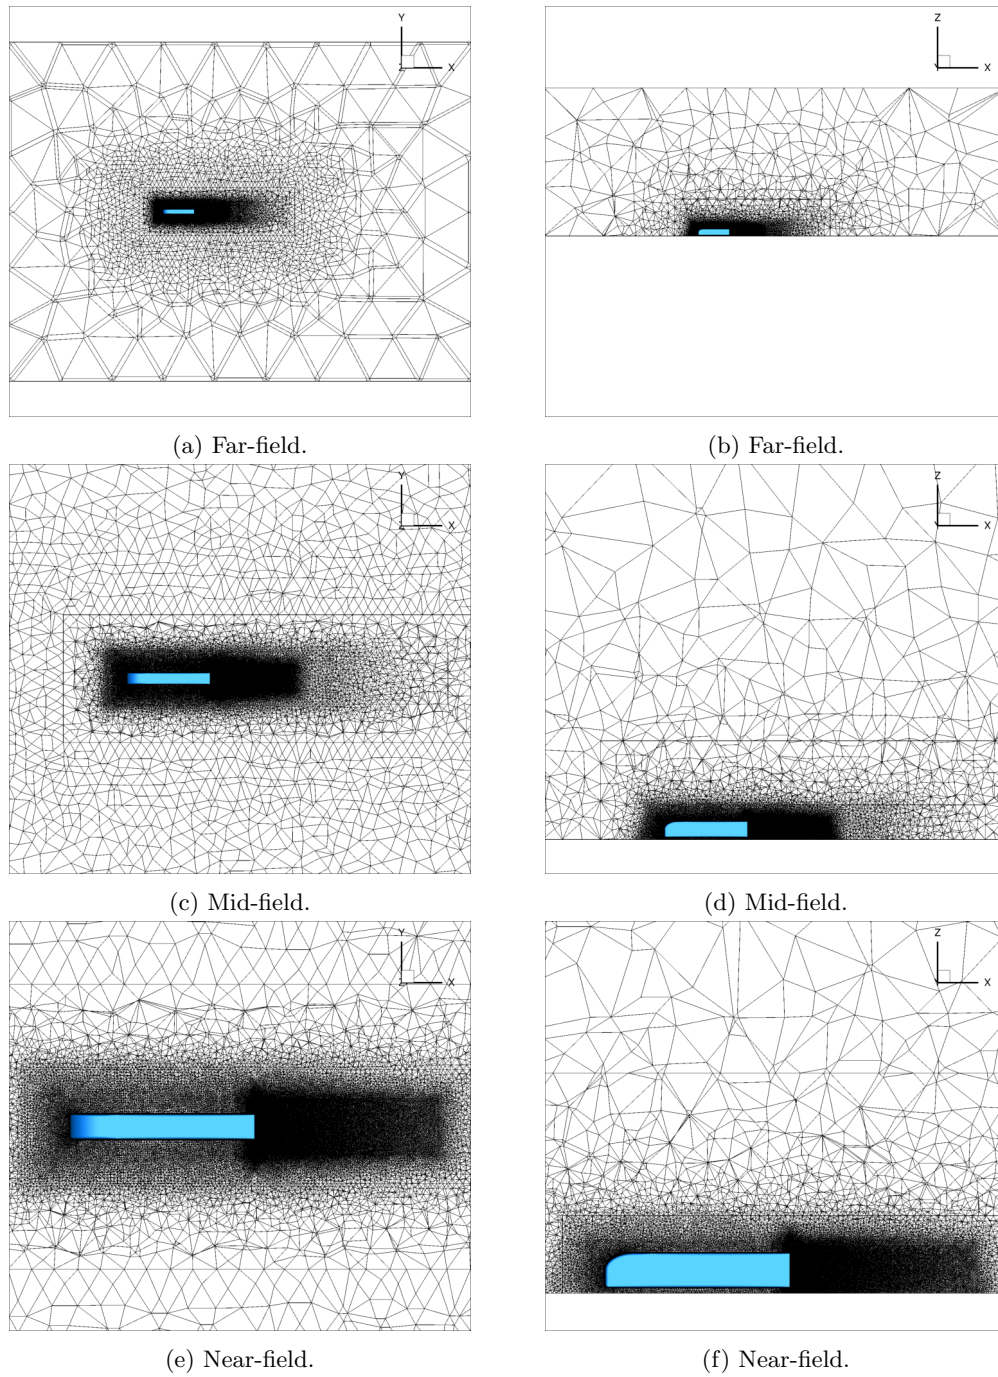 Y
X
Z
X
(a) Far-field.
(b) Far-field.
Y
X
Z
X
(c) Mid-field.
(d) Mid-field.
Y
X
Z
X
(e) Near-field.
(f) Near-field.